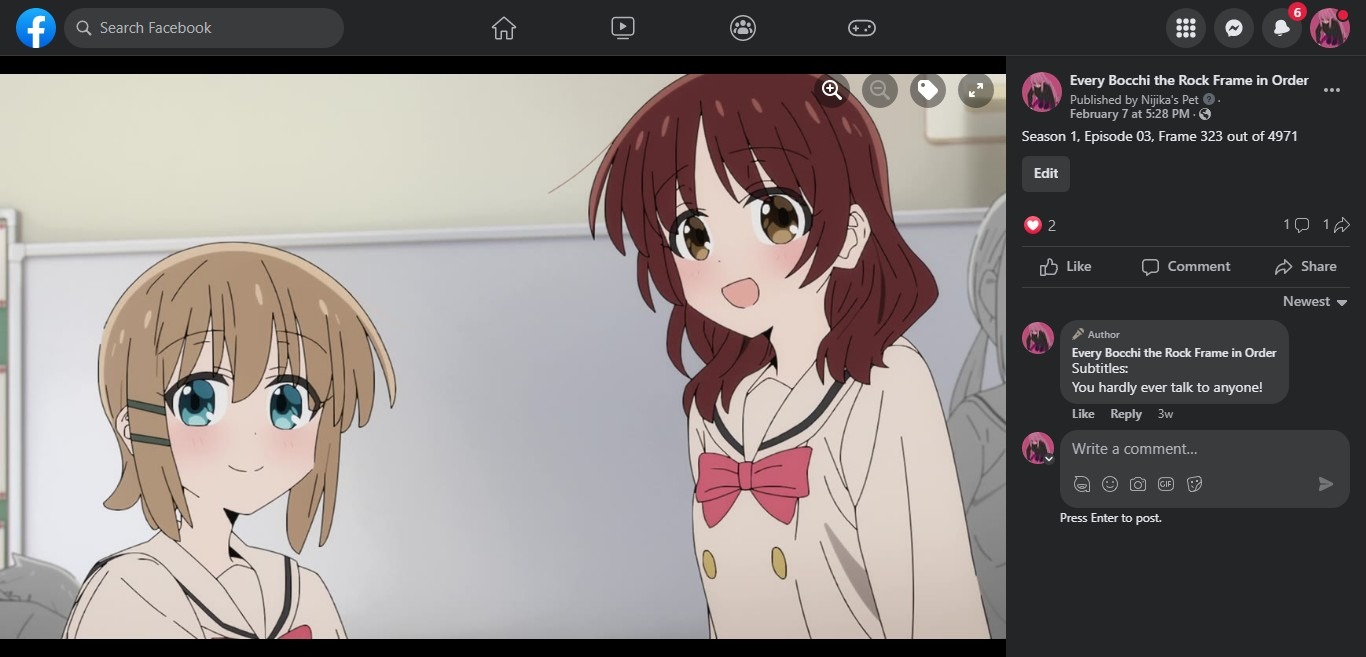 Search Facebook
6
Every Bocchi the Rock Frame in Order
Published by Nijika's Pet ·
February 7 at 5:28 PM ·
Season 1, Episode 03, Frame 323 out of 4971
Edit
2
1
1
Like
Comment
Share
Newest
Author
Every Bocchi the Rock Frame in Order
Subtitles:
You hardly ever talk to anyone!
Like Reply 3w
Write a comment...
GIF
Press Enter to post.